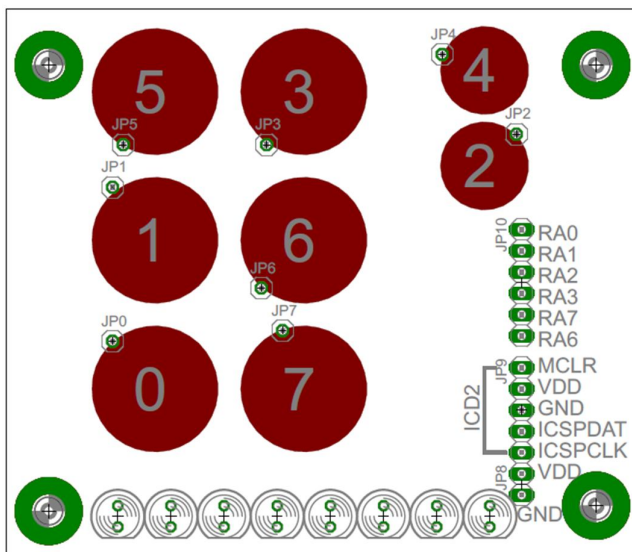 JP4
5
3
4
JP5
JP3
JP2
2
JP1
1
6
JP10
RA0
RA1
RA2
JP6
RA3
RA7
JP7
RA6
JP0
JP9
MCLR
VDD
0
7
ICD2
GND
ICSPDAT
ICSPCLK
JP8
VDD
GND